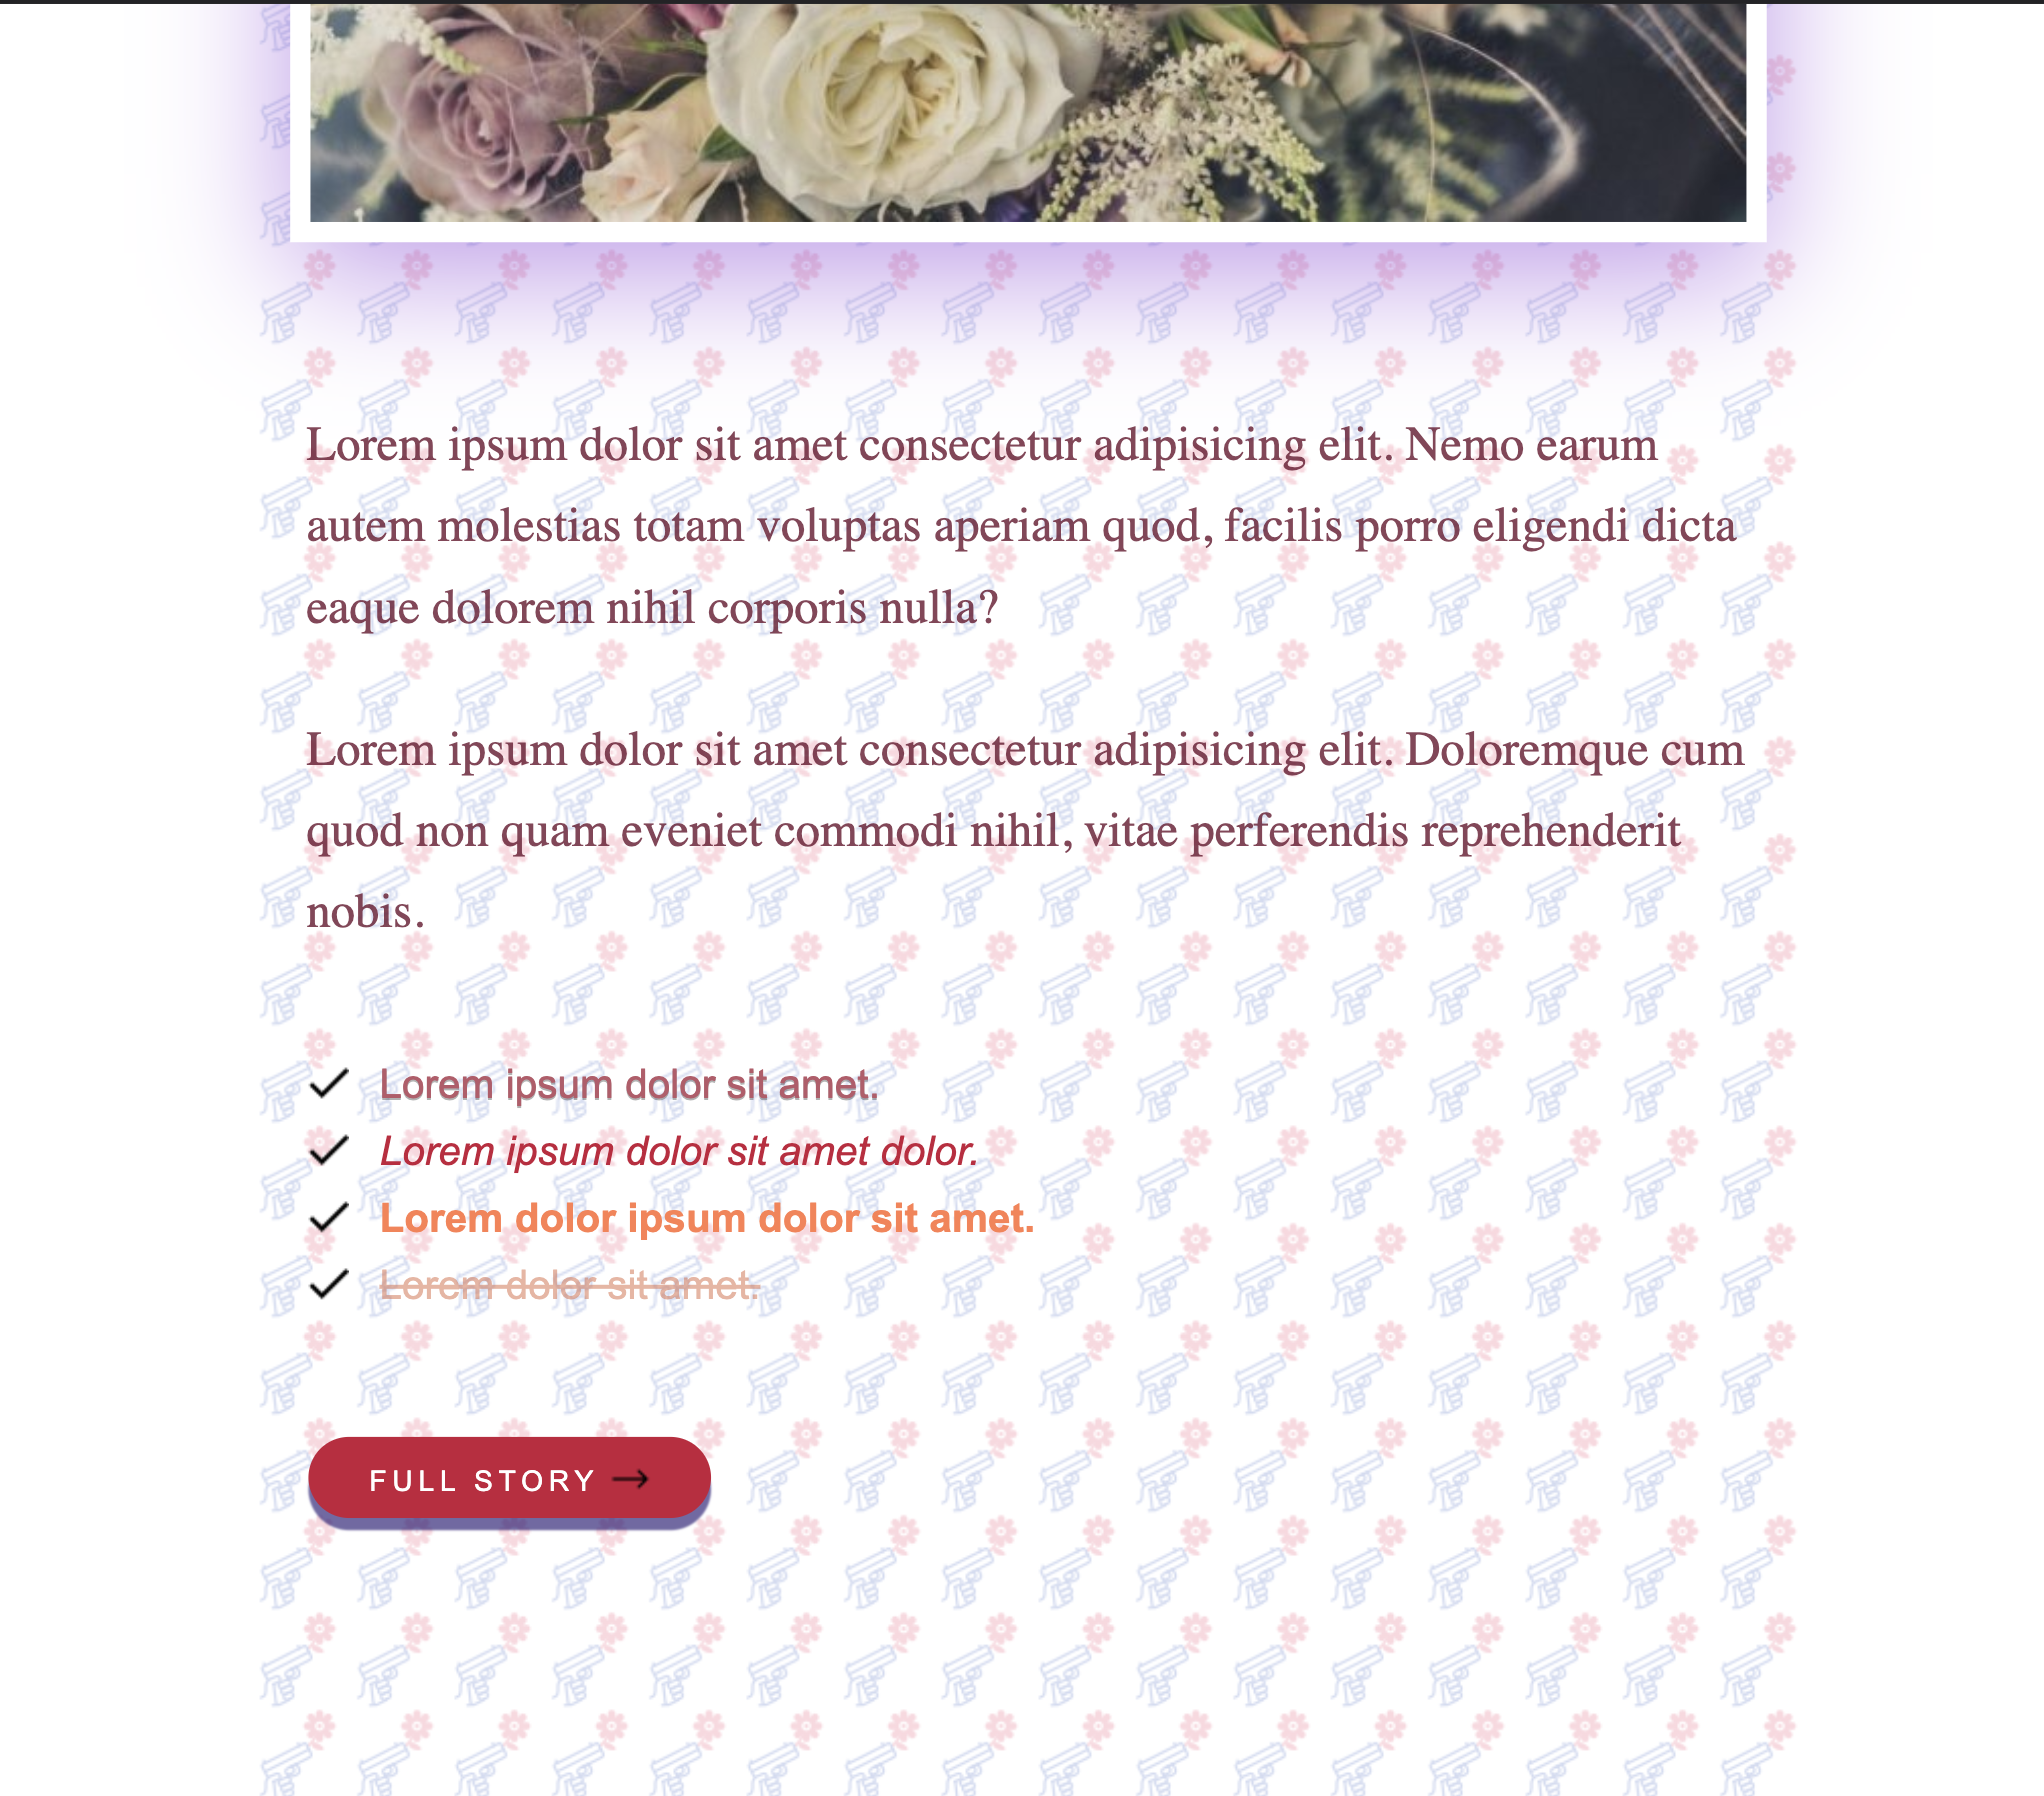 Lorem ipsum dolor sit amet consectetur adipisicing elit. Nemo earum
autem molestias totam voluptas aperiam quod, facilis porro eligendi dicta
eaque dolorem nihil corporis nulla?
Lorem ipsum dolor sit amet consectetur adipisicing elit. Doloremque cum
quod non quam eveniet commodi nihil, vitae perferendis reprehenderit
nobis.
Lorem ipsum dolor sit amet.
Lorem ipsum dolor sit amet dolor.
Lorem dolor ipsum dolor sit amet.
Lorem dolor sit amet.
FULL STORY →